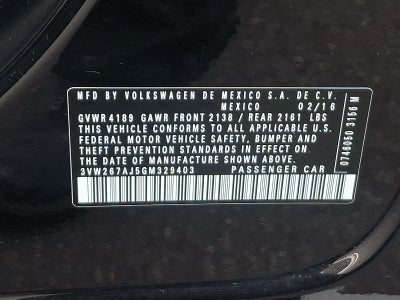 MFD. BY VOLKSWAGEN DE MEXICO S.A. DE C.V.
MEXICO 02/16
GVWR 4189 GAWR FRONT 2138 / REAR 2161 LBS
THIS VEHICLE CONFORMS TO ALL APPLICABLE U.S.
FEDERAL MOTOR VEHICLE SAFETY, BUMPER AND
THEFT PREVENTION STANDARDS IN EFFECT ON
THE DATE OF MANUFACTURE SHOWN ABOVE.
3VW267AJ5GM329403 PASSENGER CAR
0746050 3156 M